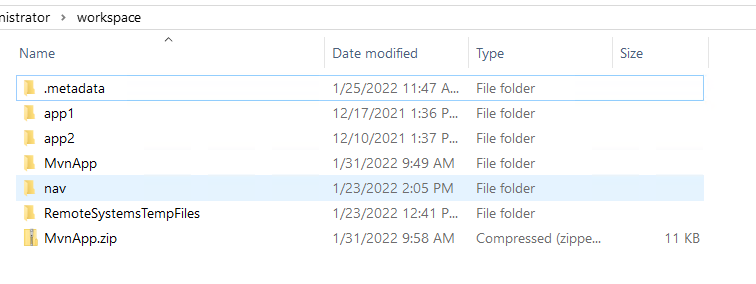 nistrator > workspace
Name Date modified Type Size
.metadata 1/25/2022 11:47 A... File folder
app1 12/17/2021 1:36 P... File folder
app2 12/10/2021 1:37 P... File folder
MvnApp 1/31/2022 9:49 AM File folder
nav 1/23/2022 2:05 PM File folder
RemoteSystemsTempFiles 1/23/2022 12:41 P... File folder
MvnApp.zip 1/31/2022 9:58 AM Compressed (zippe... 11 KB